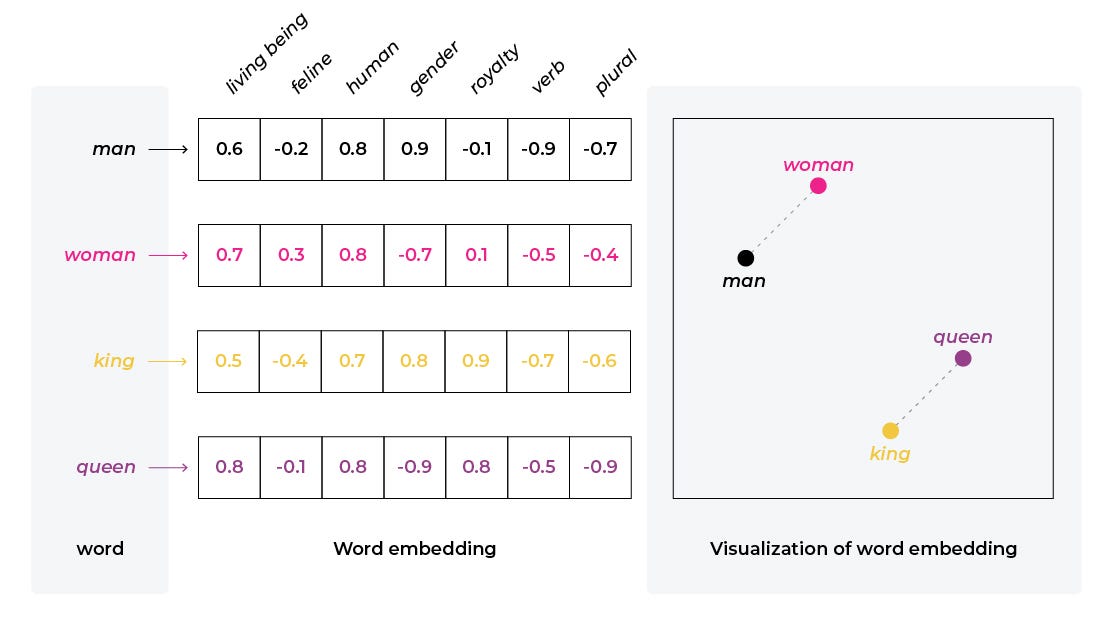 living being feline human gender royalty verb plural
man 0.6 -0.2 0.8 0.9 -0.1 -0.9 -0.7
woman 0.7 0.3 0.8 -0.7 0.1 -0.5 -0.4
king 0.5 -0.4 0.7 0.8 0.9 -0.7 -0.6
queen 0.8 -0.1 0.8 -0.9 0.8 -0.5 -0.9
word
Word embedding
woman
man
queen
king
Visualization of word embedding